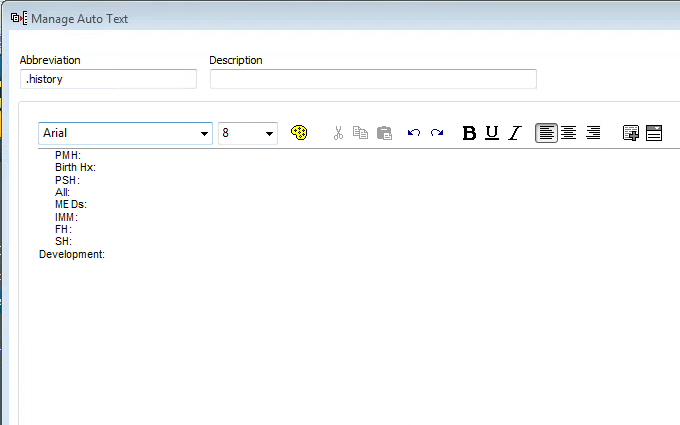 Manage Auto Text
Abbreviation Description
.history
Arial 8 B U I
PMH:
Birth Hx:
PSH:
All:
MEDs:
IMM:
FH:
SH:
Development: